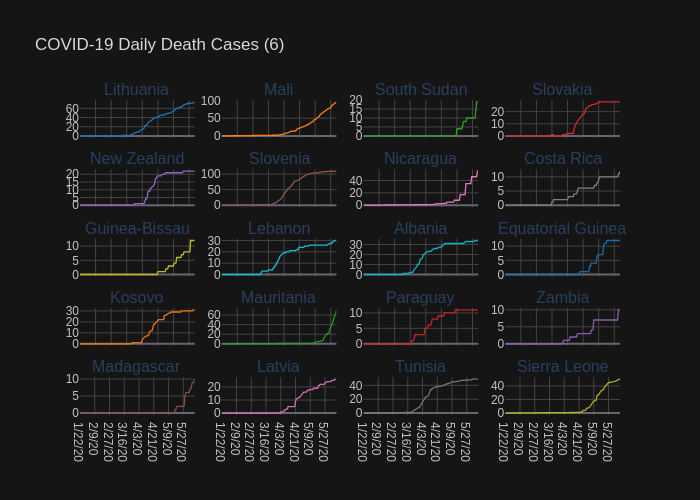 COVID-19 Daily Death Cases (6)
Lithuania Mali South Sudan Slovakia
60 40 20 0 100 50 0 20 15 10 5 0 20 10 0
New Zealand Slovenia Nicaragua Costa Rica
20 15 10 5 0 100 50 0 40 20 0 10 5 0
Guinea-Bissau Lebanon Albania Equatorial Guinea
10 5 0 30 20 10 0 30 20 10 0 10 5 0
Kosovo Mauritania Paraguay Zambia
30 20 10 0 60 40 20 0 10 5 0 10 5 0
Madagascar Latvia Tunisia Sierra Leone
10 5 0 20 10 0 40 20 0 40 20 0
1/22/20 2/9/20 2/27/20 3/16/20 4/3/20 4/21/20 5/9/20 5/27/20 1/22/20 2/9/20 2/27/20 3/16/20 4/3/20 4/21/20 5/9/20 5/27/20 1/22/20 2/9/20 2/27/20 3/16/20 4/3/20 4/21/20 5/9/20 5/27/20 1/22/20 2/9/20 2/27/20 3/16/20 4/3/20 4/21/20 5/9/20 5/27/20